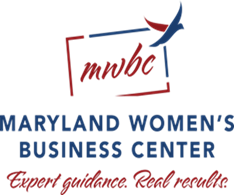 mwbc
MARYLAND WOMEN'S
BUSINESS CENTER
Expert guidance. Real results.